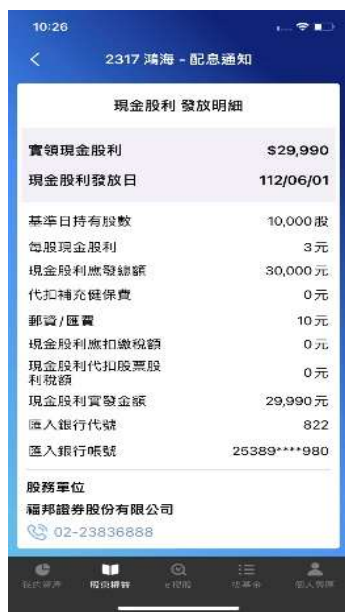 10:26
2317 鴻海 - 配息通知
現金股利 發放明細
實領現金股利 $29,990
現金股利發放日 112/06/01
基準日持有股數 10,000股
每股現金股利 3元
現金股利應發總額 30,000元
代扣補充健保費 0元
郵資/匯費 10元
現金股利應扣繳稅額 0元
現金股利代扣股票股
利稅額 0元
現金股利實發金額 29,990元
匯入銀行代號 822
匯入銀行帳號 25389****980
股務單位
福邦證券股份有限公司
02-23836888